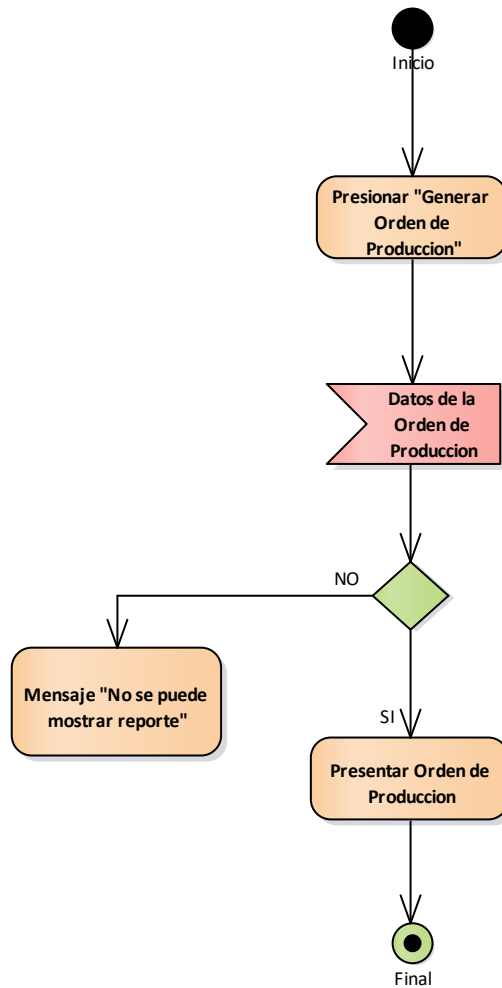 Inicio
Presionar "Generar
Orden de
Produccion"
Datos de la
Orden de
Produccion
NO
Mensaje "No se puede
mostrar reporte"
SI
Presentar Orden de
Produccion
Final